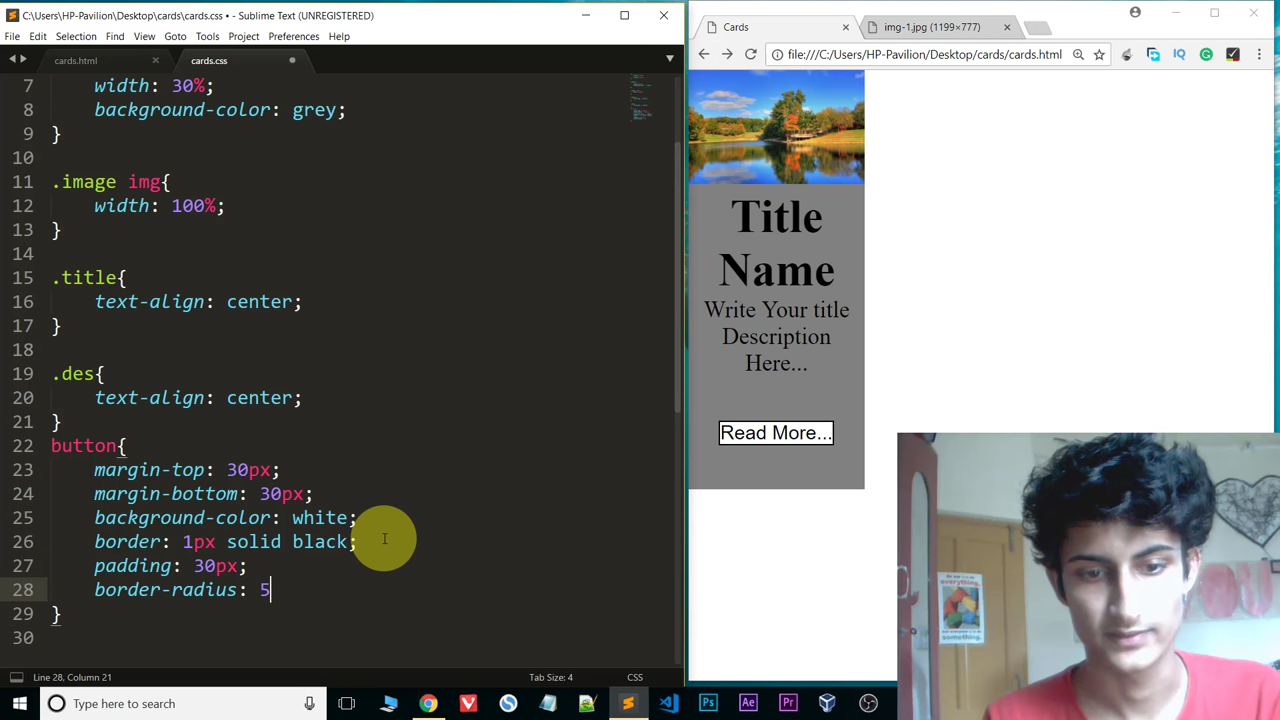 C:\Users\HP-Pavilion\Desktop\cards\cards.css • - Sublime Text (UNREGISTERED)
File Edit Selection Find View Goto Tools Project Preferences Help
cards.html
cards.css
7 width: 30%;
8 background-color: grey;
9 }
10
11 .image img{
12 width: 100%;
13 }
14
15 .title{
16 text-align: center;
17 }
18
19 .des{
20 text-align: center;
21 }
22 button{
23 margin-top: 30px;
24 margin-bottom: 30px;
25 background-color: white;
26 border: 1px solid black;
27 padding: 30px;
28 border-radius: 5
29 }
30
Line 28, Column 21
Tab Size: 4
CSS
Cards
img-1.jpg (1199×777)
file:///C:/Users/HP-Pavilion/Desktop/cards/cards.html
IQ
Title
Name
Write Your title
Description
Here...
Read More...
Type here to search
Ps
Ae
Pr